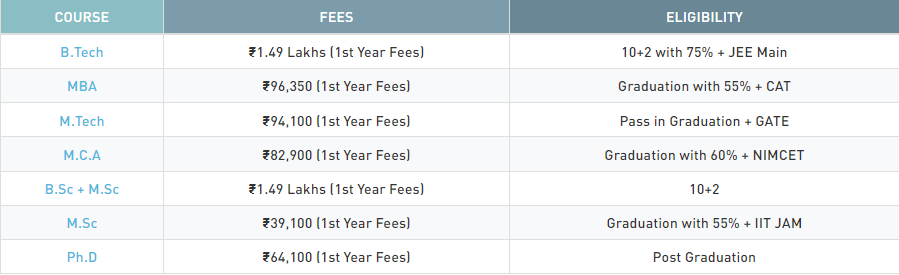 COURSE FEES ELIGIBILITY
B.Tech ₹1.49 Lakhs (1st Year Fees) 10+2 with 75% + JEE Main
MBA ₹96,350 (1st Year Fees) Graduation with 55% + CAT
M.Tech ₹94,100 (1st Year Fees) Pass in Graduation + GATE
M.C.A ₹82,900 (1st Year Fees) Graduation with 60% + NIMCET
B.Sc + M.Sc ₹1.49 Lakhs (1st Year Fees) 10+2
M.Sc ₹39,100 (1st Year Fees) Graduation with 55% + IIT JAM
Ph.D ₹64,100 (1st Year Fees) Post Graduation